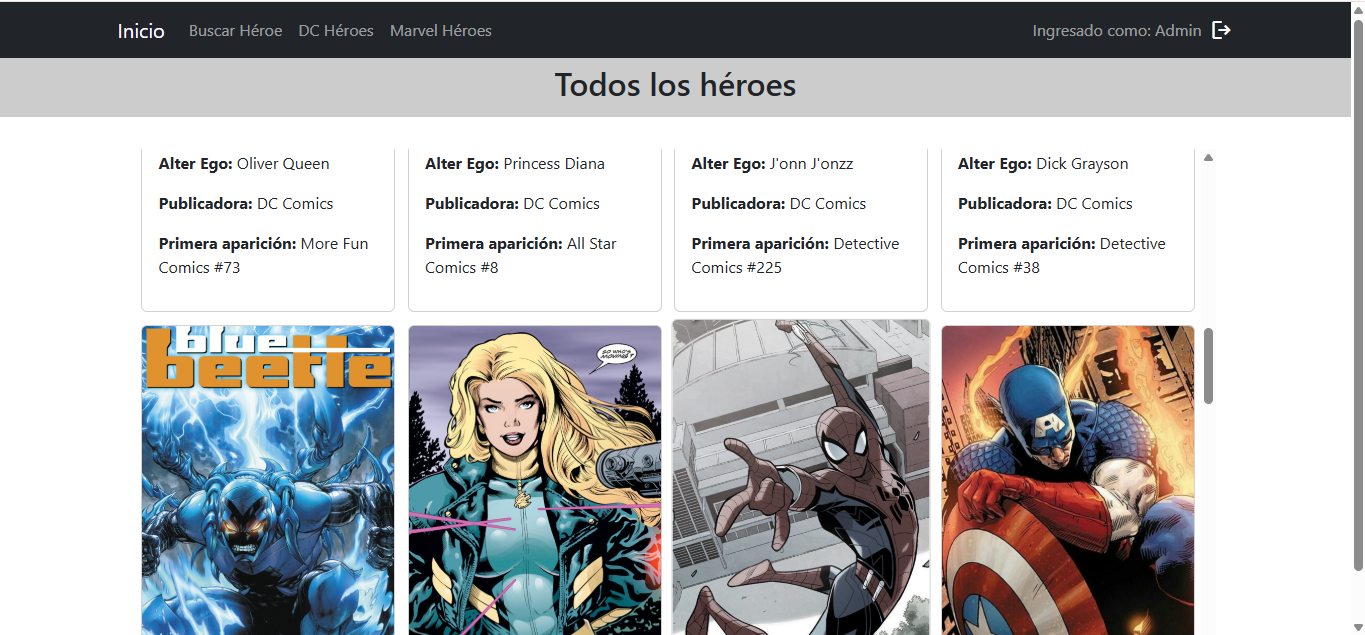 Inicio Buscar Héroe DC Héroes Marvel Héroes Ingresado como: Admin
Todos los héroes
Alter Ego: Oliver Queen
Publicadora: DC Comics
Primera aparición: More Fun
Comics #73
Alter Ego: Princess Diana
Publicadora: DC Comics
Primera aparición: All Star
Comics #8
Alter Ego: J'onn J'onzz
Publicadora: DC Comics
Primera aparición: Detective
Comics #225
Alter Ego: Dick Grayson
Publicadora: DC Comics
Primera aparición: Detective
Comics #38
blue
beetle
SO WHO'S
MOVING?